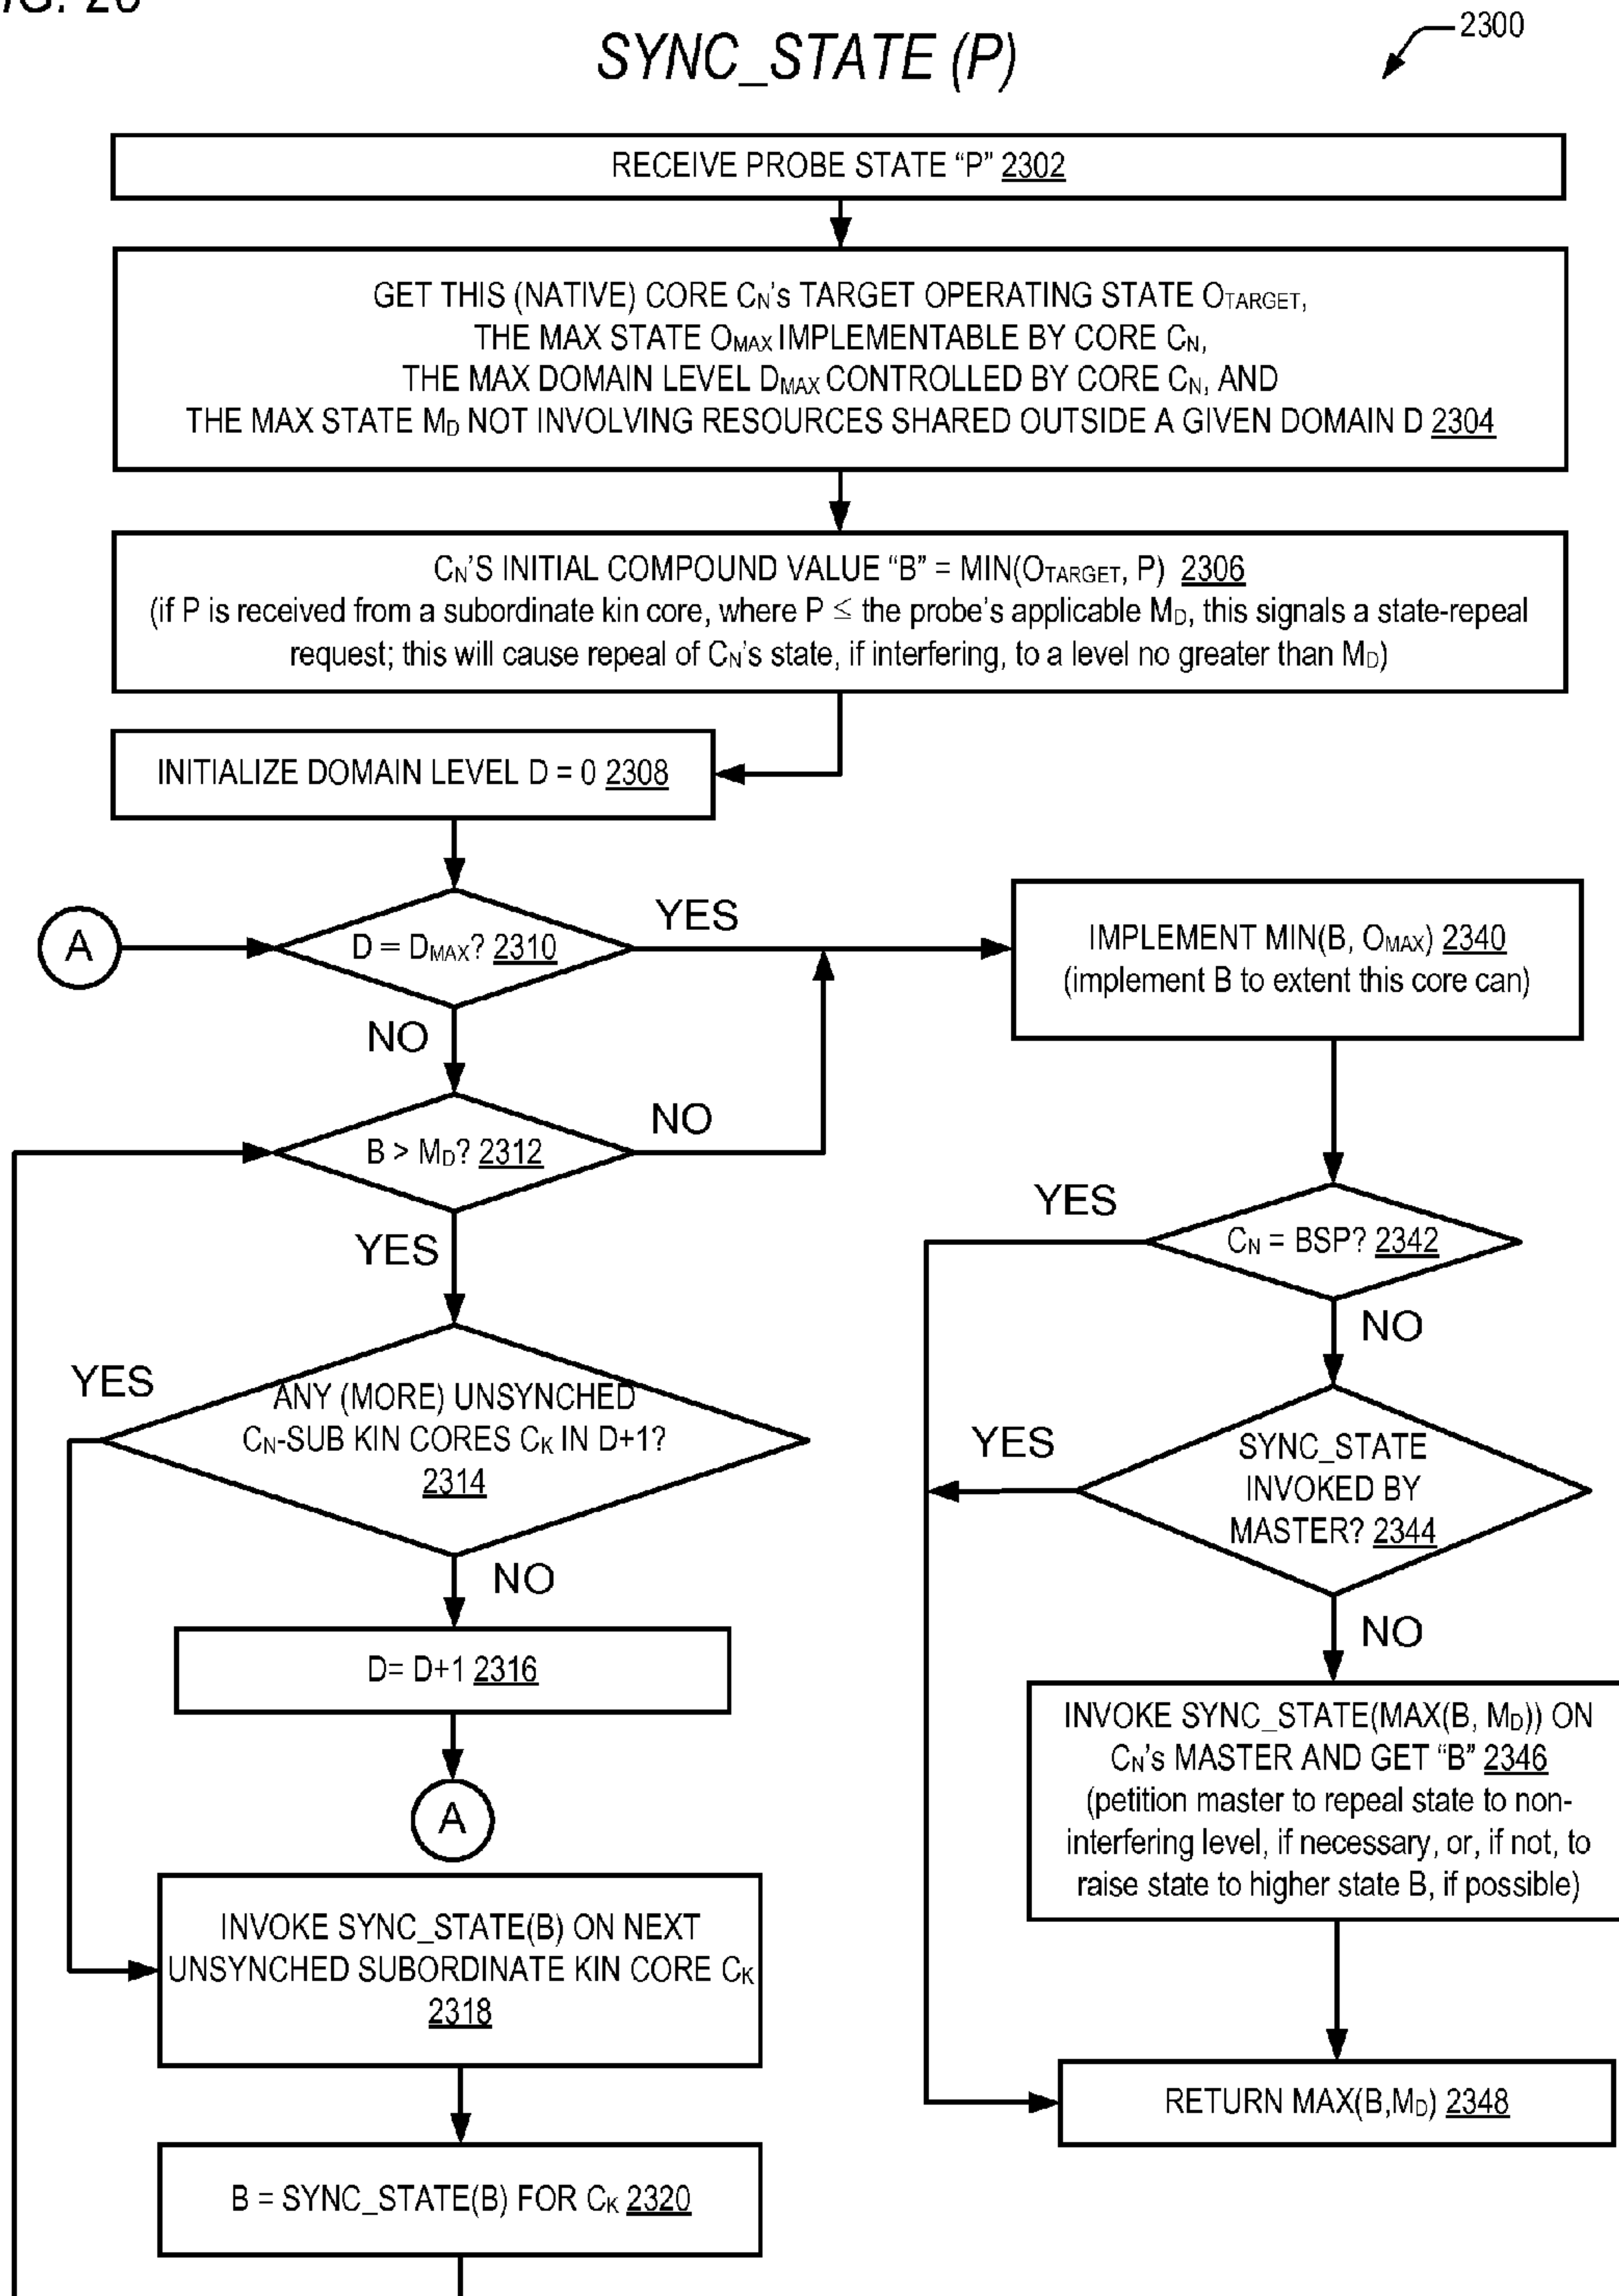 2300
SYNC_STATE (P)
RECEIVE PROBE STATE “P” 2302
GET THIS (NATIVE) CORE CN's TARGET OPERATING STATE OTARGET,
THE MAX STATE OMAX IMPLEMENTABLE BY CORE CN,
THE MAX DOMAIN LEVEL DMAX CONTROLLED BY CORE CN, AND
THE MAX STATE MD NOT INVOLVING RESOURCES SHARED OUTSIDE A GIVEN DOMAIN D 2304
CN'S INITIAL COMPOUND VALUE “B” = MIN(OTARGET, P) 2306
(if P is received from a subordinate kin core, where P ≤ the probe's applicable MD, this signals a state-repeal
request; this will cause repeal of CN's state, if interfering, to a level no greater than MD)
INITIALIZE DOMAIN LEVEL D = 0 2308
A
D = DMAX? 2310
YES
NO
B > MD? 2312
NO
YES
ANY (MORE) UNSYNCHED
CN-SUB KIN CORES CK IN D+1?
2314
YES
NO
D= D+1 2316
A
INVOKE SYNC_STATE(B) ON NEXT
UNSYNCHED SUBORDINATE KIN CORE CK
2318
B = SYNC_STATE(B) FOR CK 2320
IMPLEMENT MIN(B, OMAX) 2340
(implement B to extent this core can)
YES
CN = BSP? 2342
NO
YES
SYNC_STATE
INVOKED BY
MASTER? 2344
NO
INVOKE SYNC_STATE(MAX(B, MD)) ON
CN's MASTER AND GET “B” 2346
(petition master to repeal state to non-
interfering level, if necessary, or, if not, to
raise state to higher state B, if possible)
RETURN MAX(B,MD) 2348